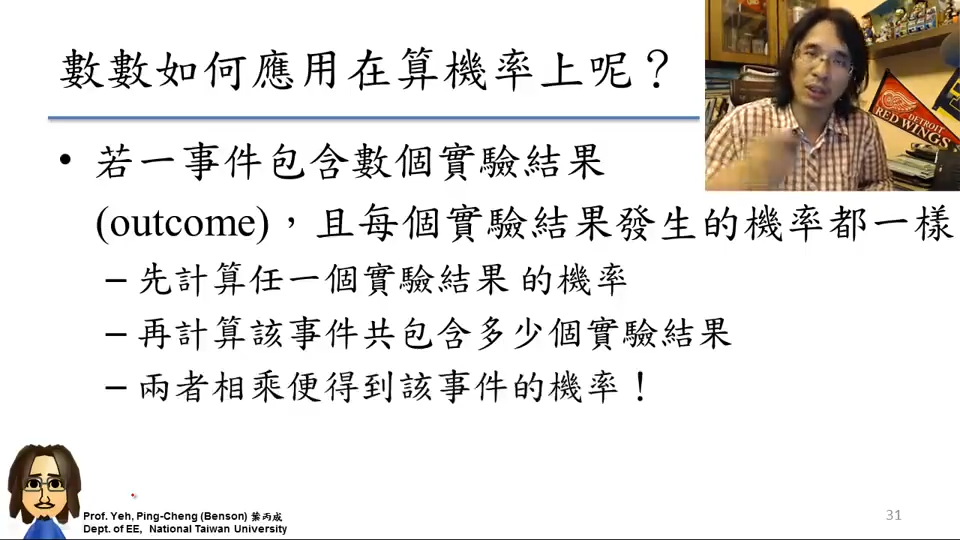 數數如何應用在算機率上呢？
• 若一事件包含數個實驗結果
(outcome)，且每個實驗結果發生的機率都一樣
– 先計算任一個實驗結果 的機率
– 再計算該事件共包含多少個實驗結果
– 兩者相乘便得到該事件的機率！
DETROIT
RED WINGS
Prof. Yeh, Ping-Cheng (Benson) 葉丙成
Dept. of EE, National Taiwan University
31